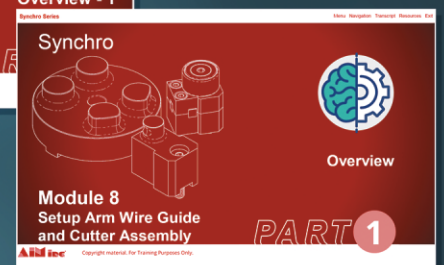 Overview - 1
Synchro Series
Menu Navigation Transcript Resources Exit
Synchro
Overview
Module 8
Setup Arm Wire Guide
and Cutter Assembly
PART 1
AIM inc
Copyright material. For Training Purposes Only.